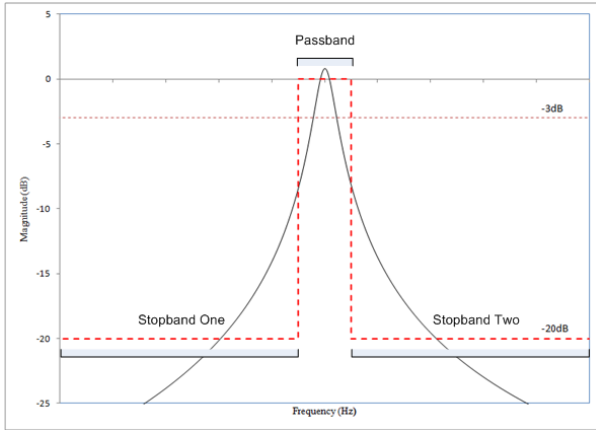 5
Passband
0
-3dB
-5
Magnitude (dB)
-10
-15
Stopband One
Stopband Two
-20
-20dB
-25
Frequency (Hz)